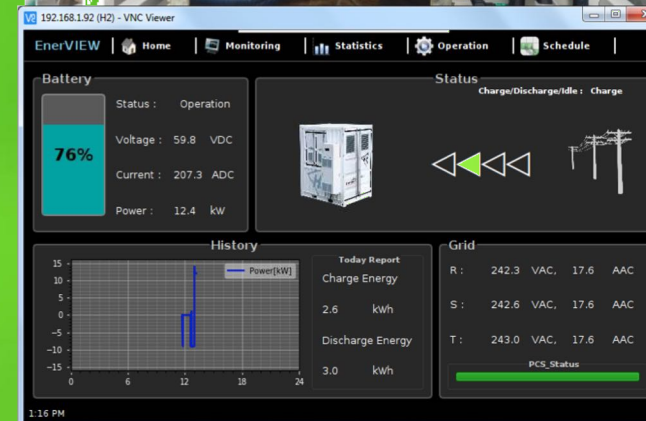 192.168.1.92 (H2) - VNC Viewer
EnerVIEW Home Monitoring Statistics Operation Schedule
Battery
76%
Status : Operation
Voltage : 59.8 VDC
Current : 207.3 ADC
Power : 12.4 kW
Status
Charge/Discharge/Idle : Charge
History
Power[kW]
15
10
5
0
−5
−10
−15
0 6 12 18 24
Today Report
Charge Energy
2.6 kWh
Discharge Energy
3.0 kWh
Grid
R : 242.3 VAC, 17.6 AAC
S : 242.6 VAC, 17.6 AAC
T : 243.0 VAC, 17.6 AAC
PCS_Status
1:16 PM